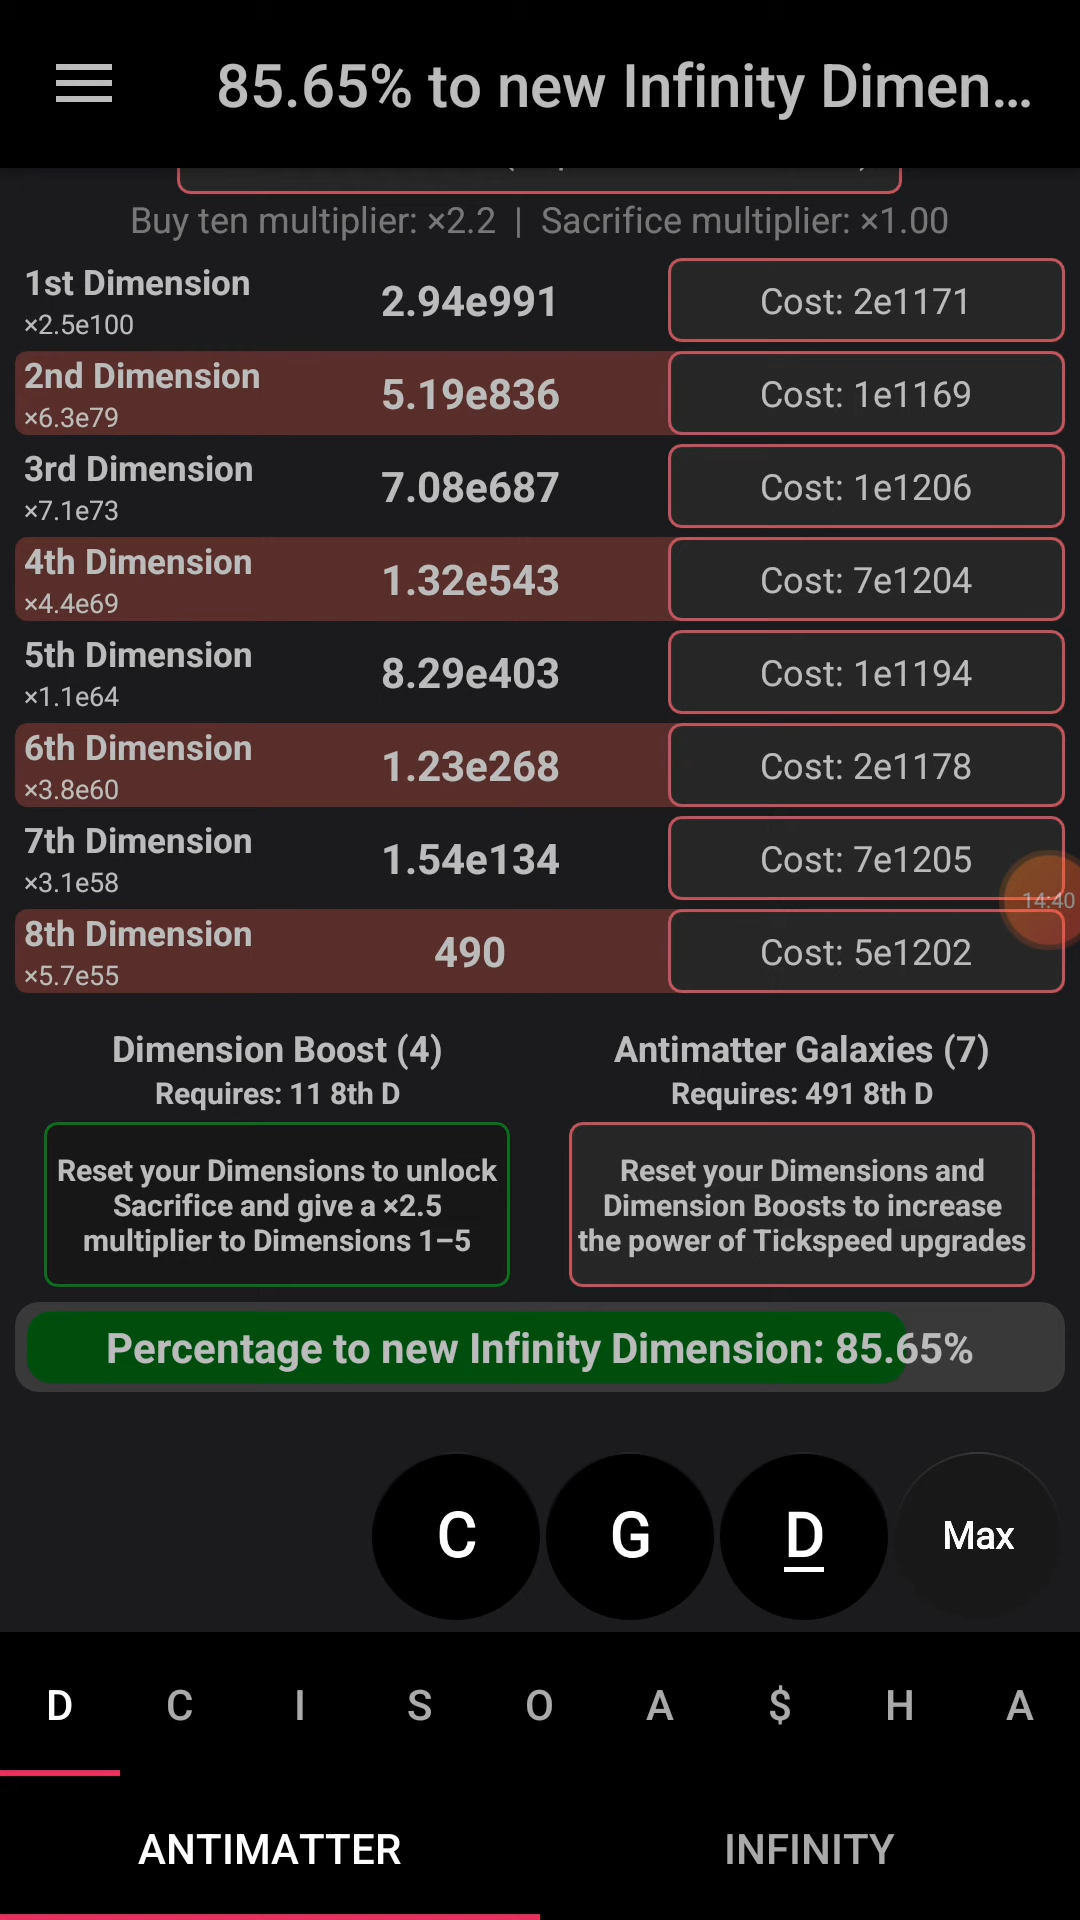 85.65% to new Infinity Dimen...
Buy ten multiplier: ×2.2 | Sacrifice multiplier: ×1.00
1st Dimension
×2.5e100
2.94e991
Cost: 2e1171
2nd Dimension
×6.3e79
5.19e836
Cost: 1e1169
3rd Dimension
×7.1e73
7.08e687
Cost: 1e1206
4th Dimension
×4.4e69
1.32e543
Cost: 7e1204
5th Dimension
×1.1e64
8.29e403
Cost: 1e1194
6th Dimension
×3.8e60
1.23e268
Cost: 2e1178
7th Dimension
×3.1e58
1.54e134
Cost: 7e1205
14:40
8th Dimension
×5.7e55
490
Cost: 5e1202
Dimension Boost (4)
Requires: 11 8th D
Reset your Dimensions to unlock
Sacrifice and give a ×2.5
multiplier to Dimensions 1–5
Antimatter Galaxies (7)
Requires: 491 8th D
Reset your Dimensions and
Dimension Boosts to increase
the power of Tickspeed upgrades
Percentage to new Infinity Dimension: 85.65%
C G D Max
D C I S O A $ H A
ANTIMATTER INFINITY